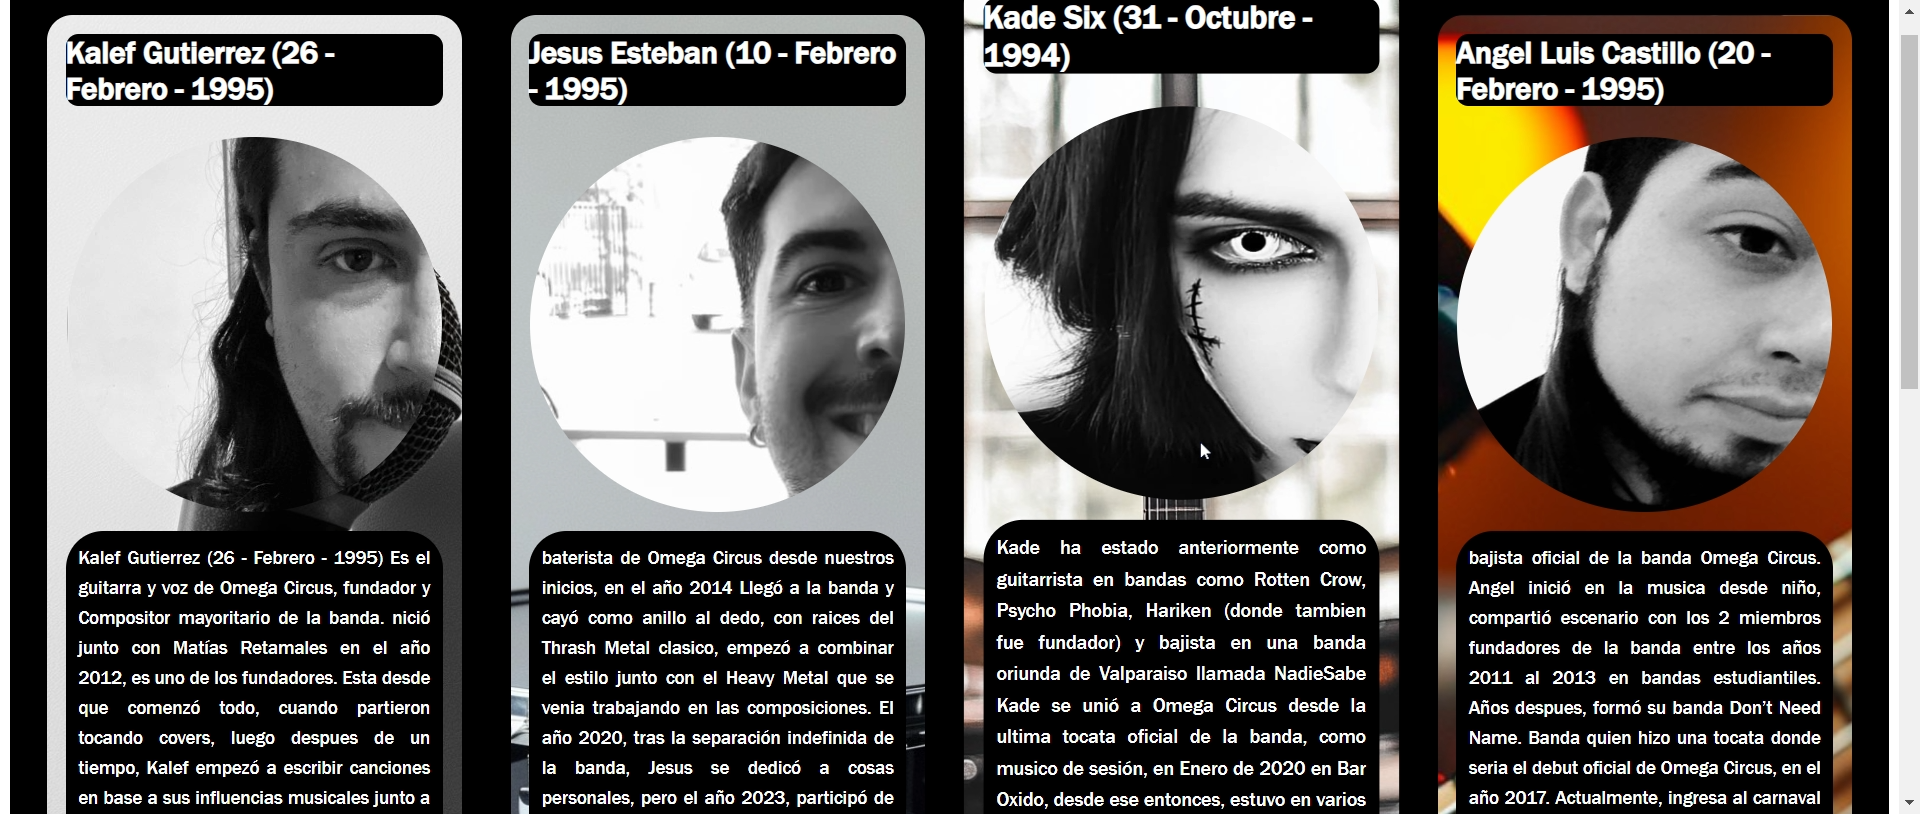 Kalef Gutierrez (26 -
Febrero - 1995)
Kalef Gutierrez (26 - Febrero - 1995) Es el
guitarra y voz de Omega Circus, fundador y
Compositor mayoritario de la banda. nició
junto con Matías Retamales en el año
2012, es uno de los fundadores. Esta desde
que comenzó todo, cuando partieron
tocando covers, luego despues de un
tiempo, Kalef empezó a escribir canciones
en base a sus influencias musicales junto a
Jesus Esteban (10 - Febrero
- 1995)
baterista de Omega Circus desde nuestros
inicios, en el año 2014 Llegó a la banda y
cayó como anillo al dedo, con raices del
Thrash Metal clasico, empezó a combinar
el estilo junto con el Heavy Metal que se
venia trabajando en las composiciones. El
año 2020, tras la separación indefinida de
la banda, Jesus se dedicó a cosas
personales, pero el año 2023, participó de
Kade Six (31 - Octubre -
1994)
Kade ha estado anteriormente como
guitarrista en bandas como Rotten Crow,
Psycho Phobia, Hariken (donde tambien
fue fundador) y bajista en una banda
oriunda de Valparaiso llamada NadieSabe
Kade se unió a Omega Circus desde la
ultima tocata oficial de la banda, como
musico de sesión, en Enero de 2020 en Bar
Oxido, desde ese entonces, estuvo en varios
Angel Luis Castillo (20 -
Febrero - 1995)
bajista oficial de la banda Omega Circus.
Angel inició en la musica desde niño,
compartió escenario con los 2 miembros
fundadores de la banda entre los años
2011 al 2013 en bandas estudiantiles.
Años despues, formó su banda Don’t Need
Name. Banda quien hizo una tocata donde
seria el debut oficial de Omega Circus, en el
año 2017. Actualmente, ingresa al carnaval